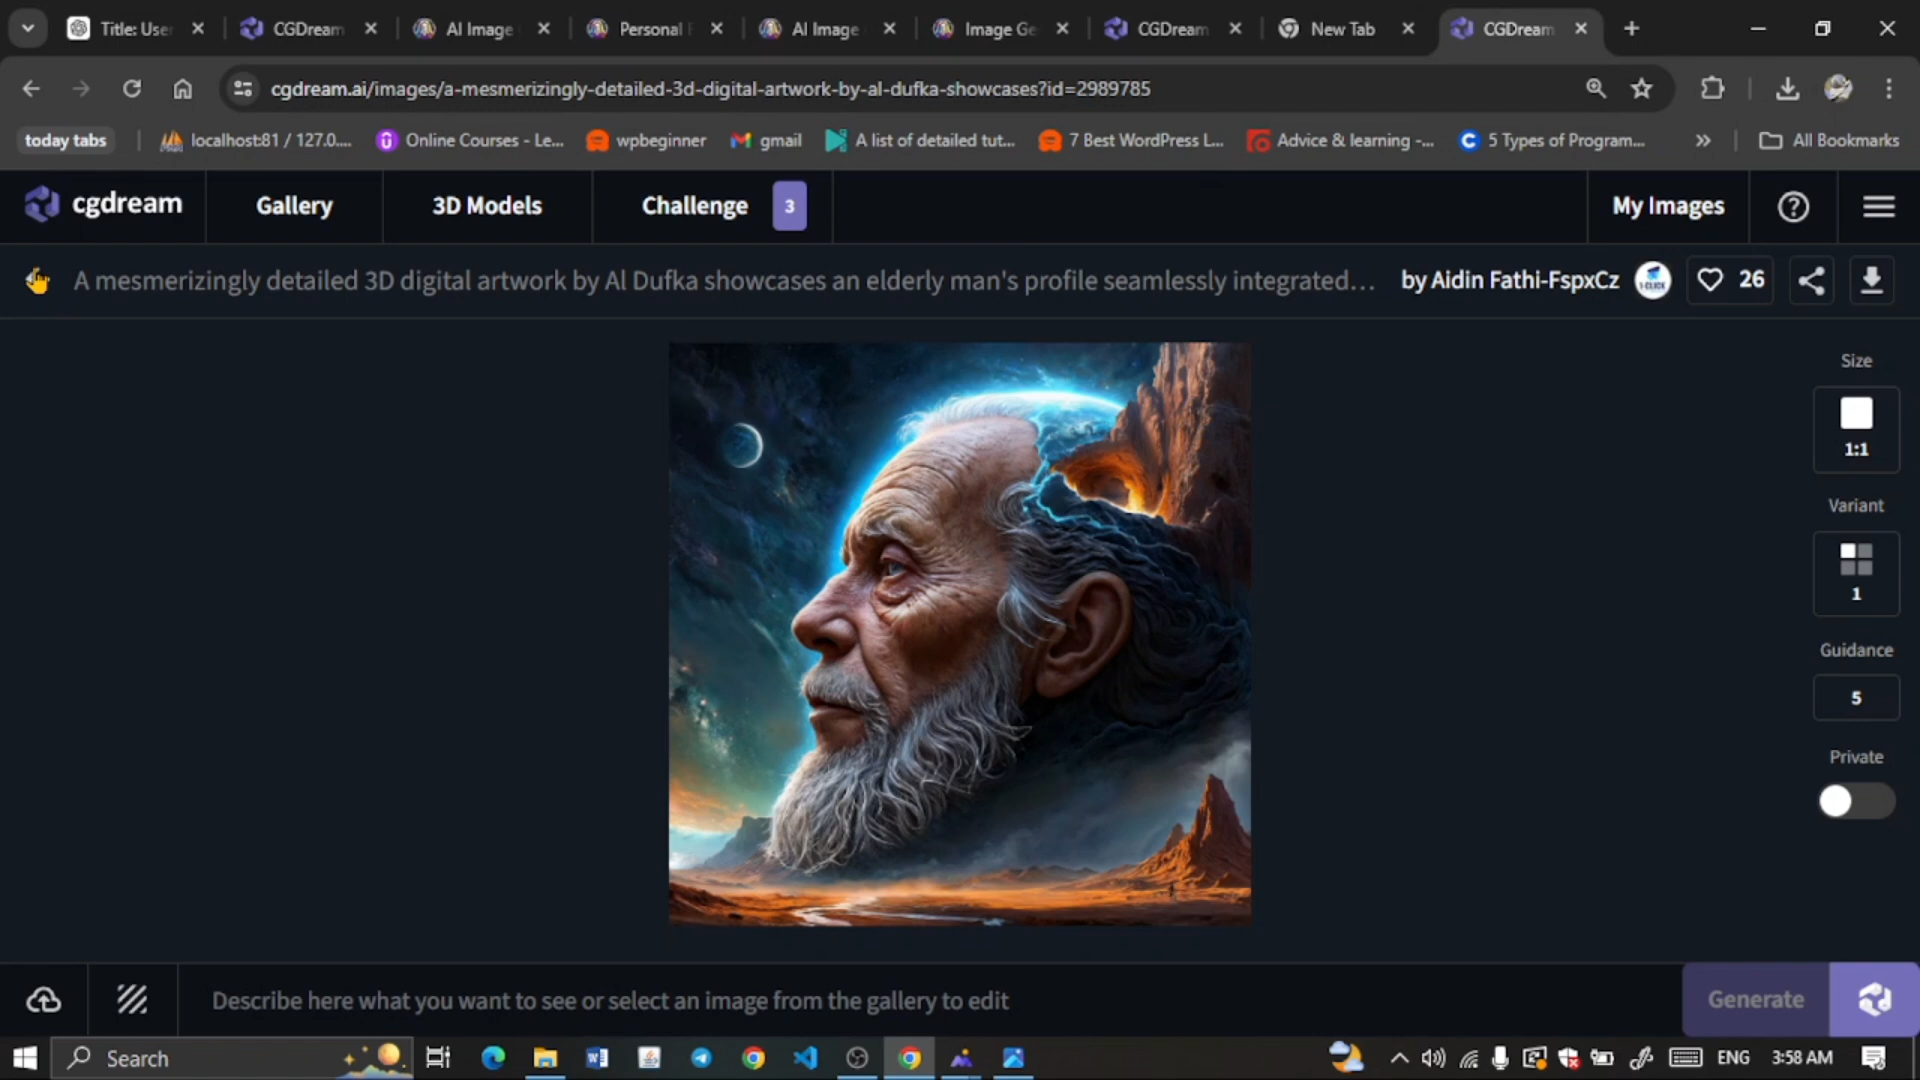 Title: User
CGDream
AI Image
Personal
AI Image
Image Ge
CGDream
New Tab
CGDream
cgdream.ai/images/a-mesmerizingly-detailed-3d-digital-artwork-by-al-dufka-showcases?id=2989785
today tabs
localhost:81 / 127.0....
Online Courses - Le...
wpbeginner
gmail
A list of detailed tut...
7 Best WordPress L...
Advice & learning -...
5 Types of Program...
All Bookmarks
cgdream
Gallery
3D Models
Challenge
3
My Images
A mesmerizingly detailed 3D digital artwork by Al Dufka showcases an elderly man's profile seamlessly integrated...
by Aidin Fathi-FspxCz
26
Size
1:1
Variant
1
Guidance
5
Private
Describe here what you want to see or select an image from the gallery to edit
Generate
Search
ENG
3:58 AM